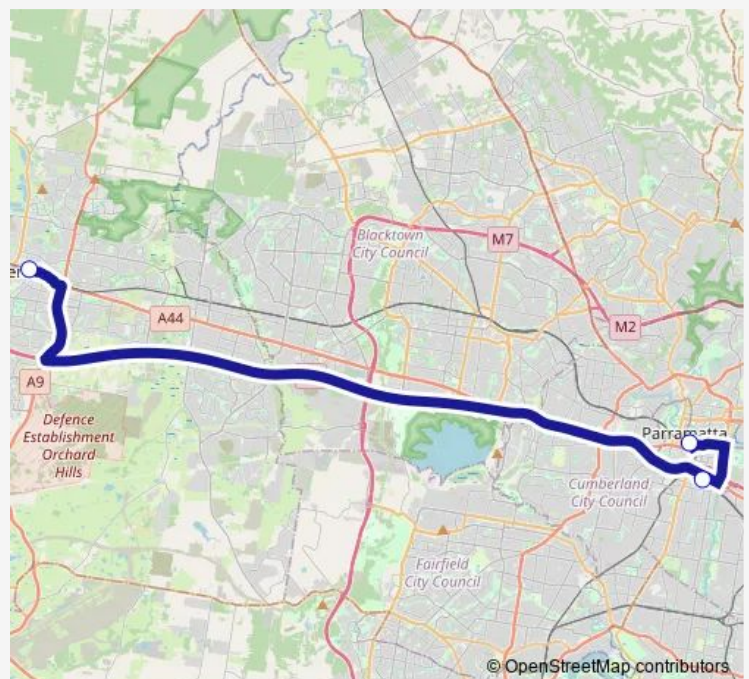 Blacktown
City Council
M7
M2
er
A44
A9
Defence
Establishment
Orchard
Hills
Parramatta
Cumberland
City Council
Fairfield
City Council
© OpenStreetMap contributors